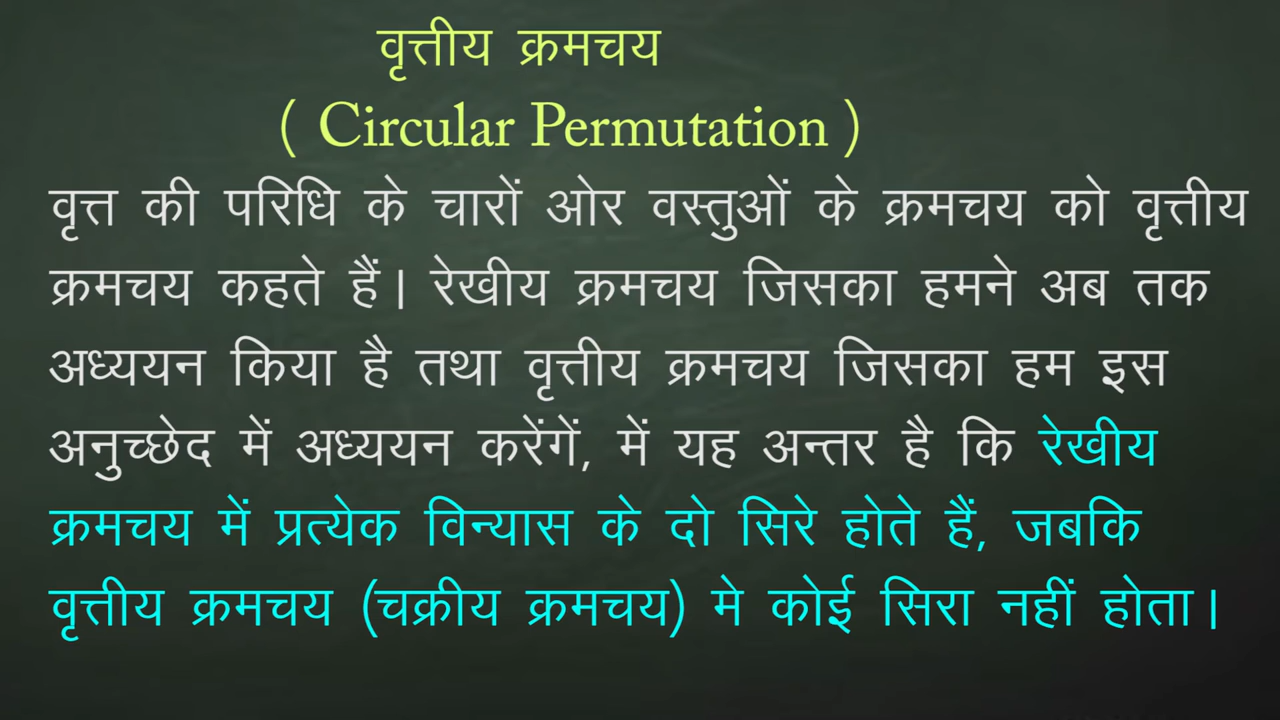 वृत्तीय क्रमचय
( Circular Permutation )
वृत्त की परिधि के चारों ओर वस्तुओं के क्रमचय को वृत्तीय
क्रमचय कहते हैं। रेखीय क्रमचय जिसका हमने अब तक
अध्ययन किया है तथा वृत्तीय क्रमचय जिसका हम इस
अनुच्छेद में अध्ययन करेंगें, में यह अन्तर है कि रेखीय
क्रमचय में प्रत्येक विन्यास के दो सिरे होते हैं, जबकि
वृत्तीय क्रमचय (चक्रीय क्रमचय) मे कोई सिरा नहीं होता।